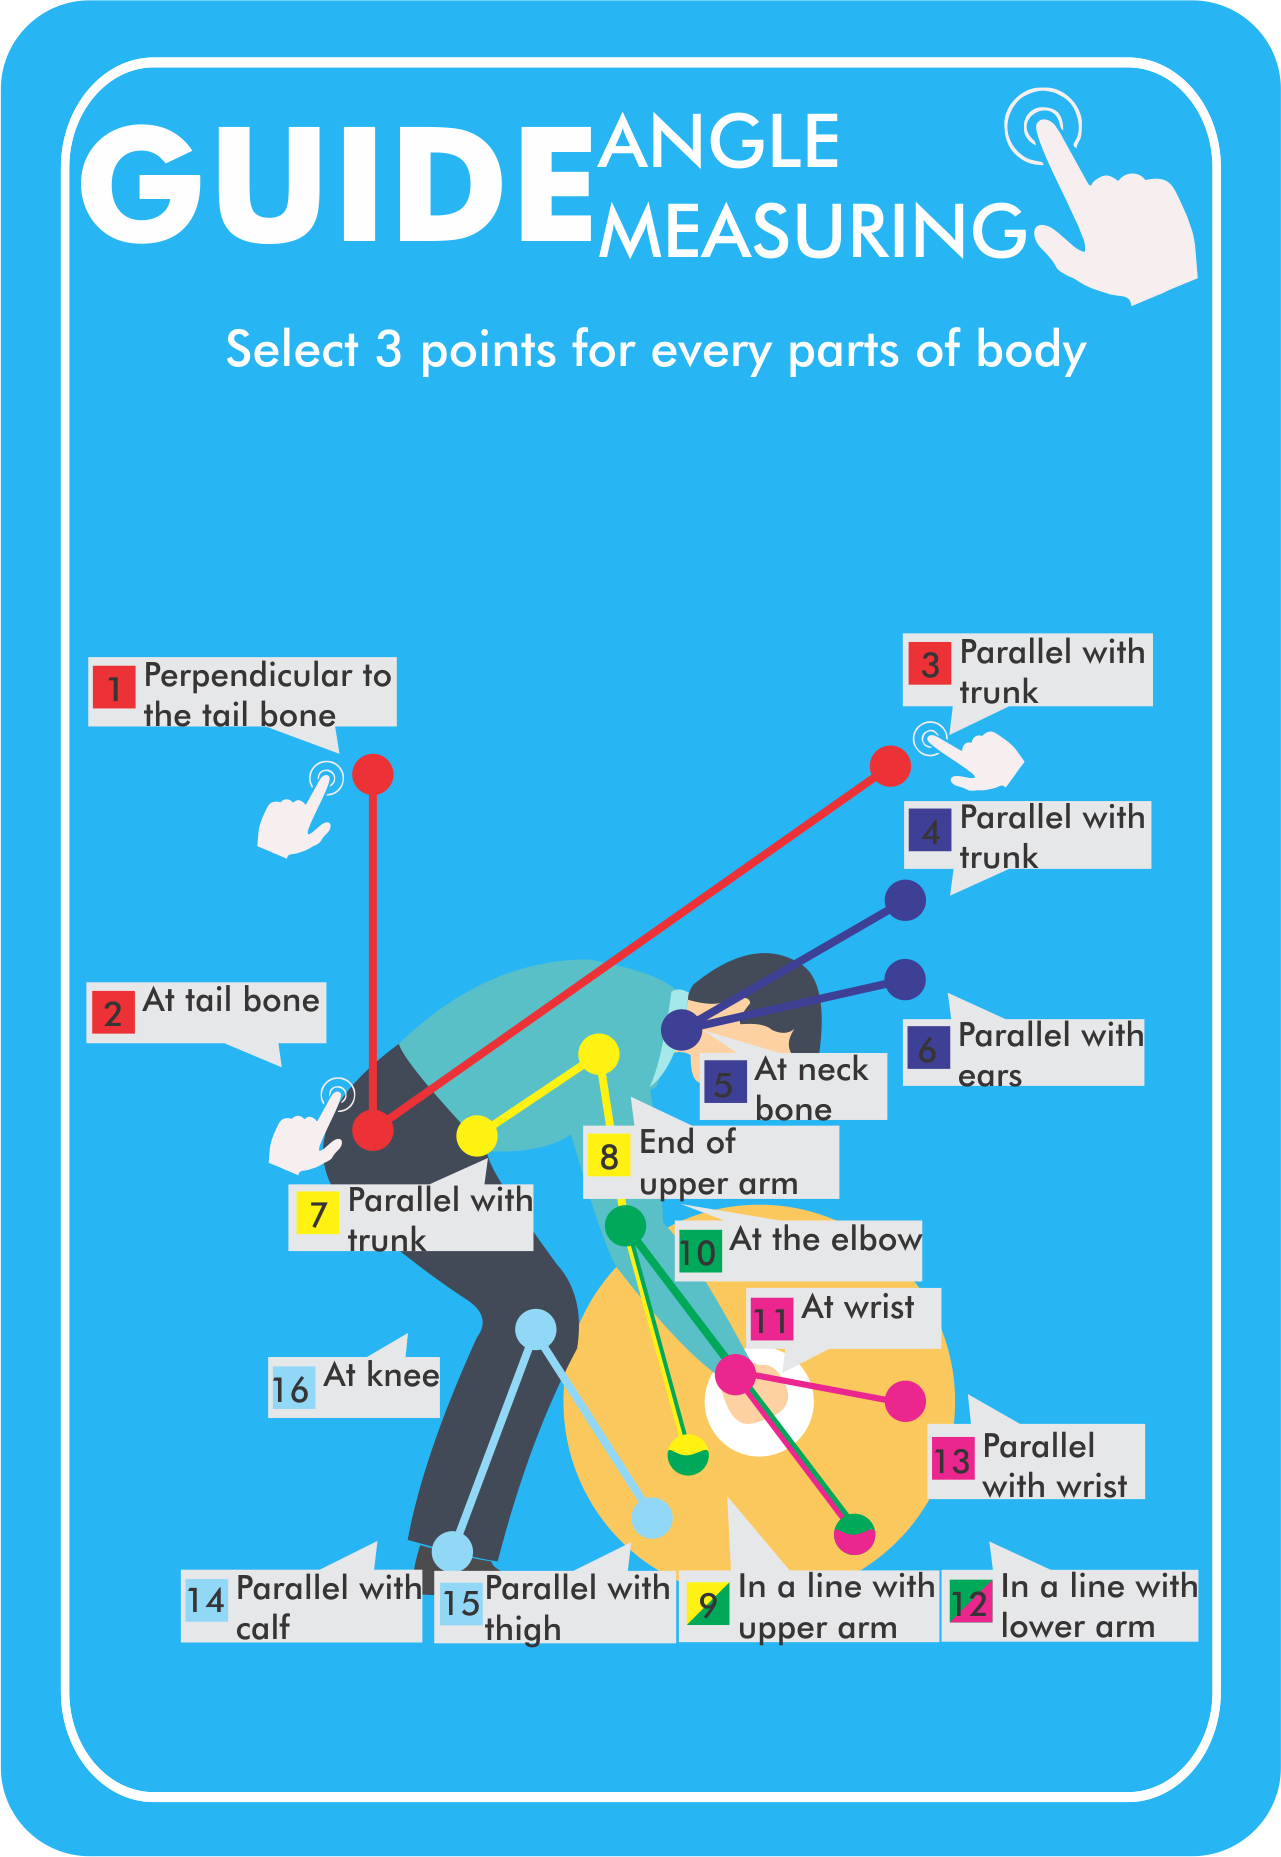 GUIDE
ANGLE
MEASURING
Select 3 points for every parts of body
1 Perpendicular to
the tail bone
3 Parallel with
trunk
4 Parallel with
trunk
2 At tail bone
6 Parallel with
ears
5 At neck
bone
8 End of
upper arm
7 Parallel with
trunk
10 At the elbow
11 At wrist
16 At knee
13 Parallel
with wrist
14 Parallel with
calf
15 Parallel with
thigh
9 In a line with
upper arm
12 In a line with
lower arm